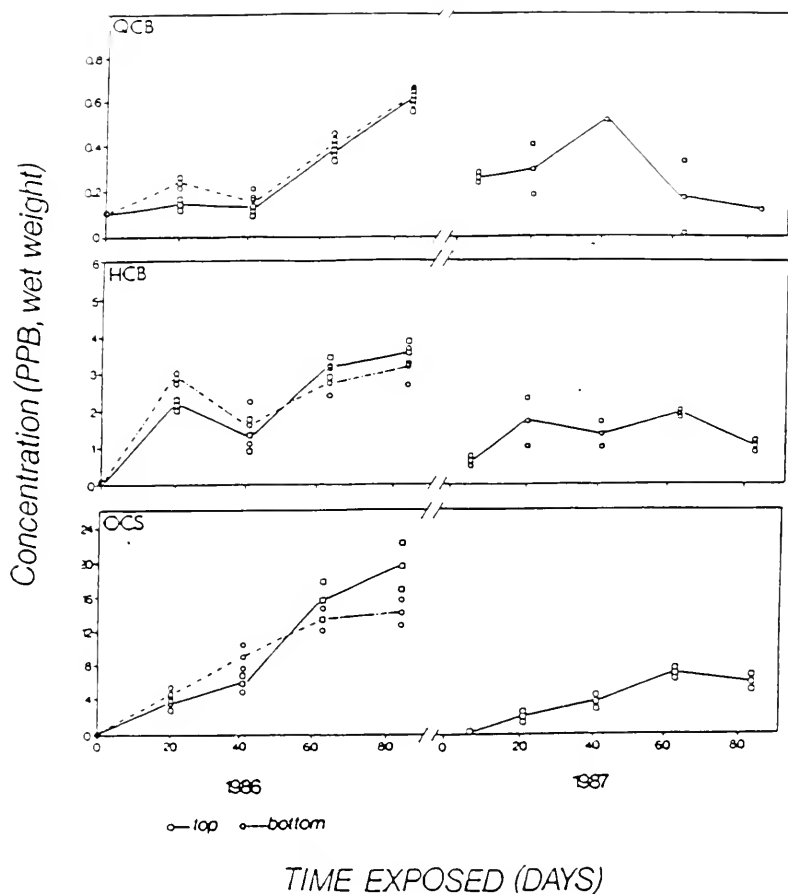 Concentration (PPB, wet weight)
QCB
0.8
0.6
0.4
0.2
0
HCB
6
5
4
3
2
1
0
OCS
24
20
16
12
8
4
0
0 20 40 60 80 0 20 40 60 80
1986 1987
top bottom
TIME EXPOSED (DAYS)